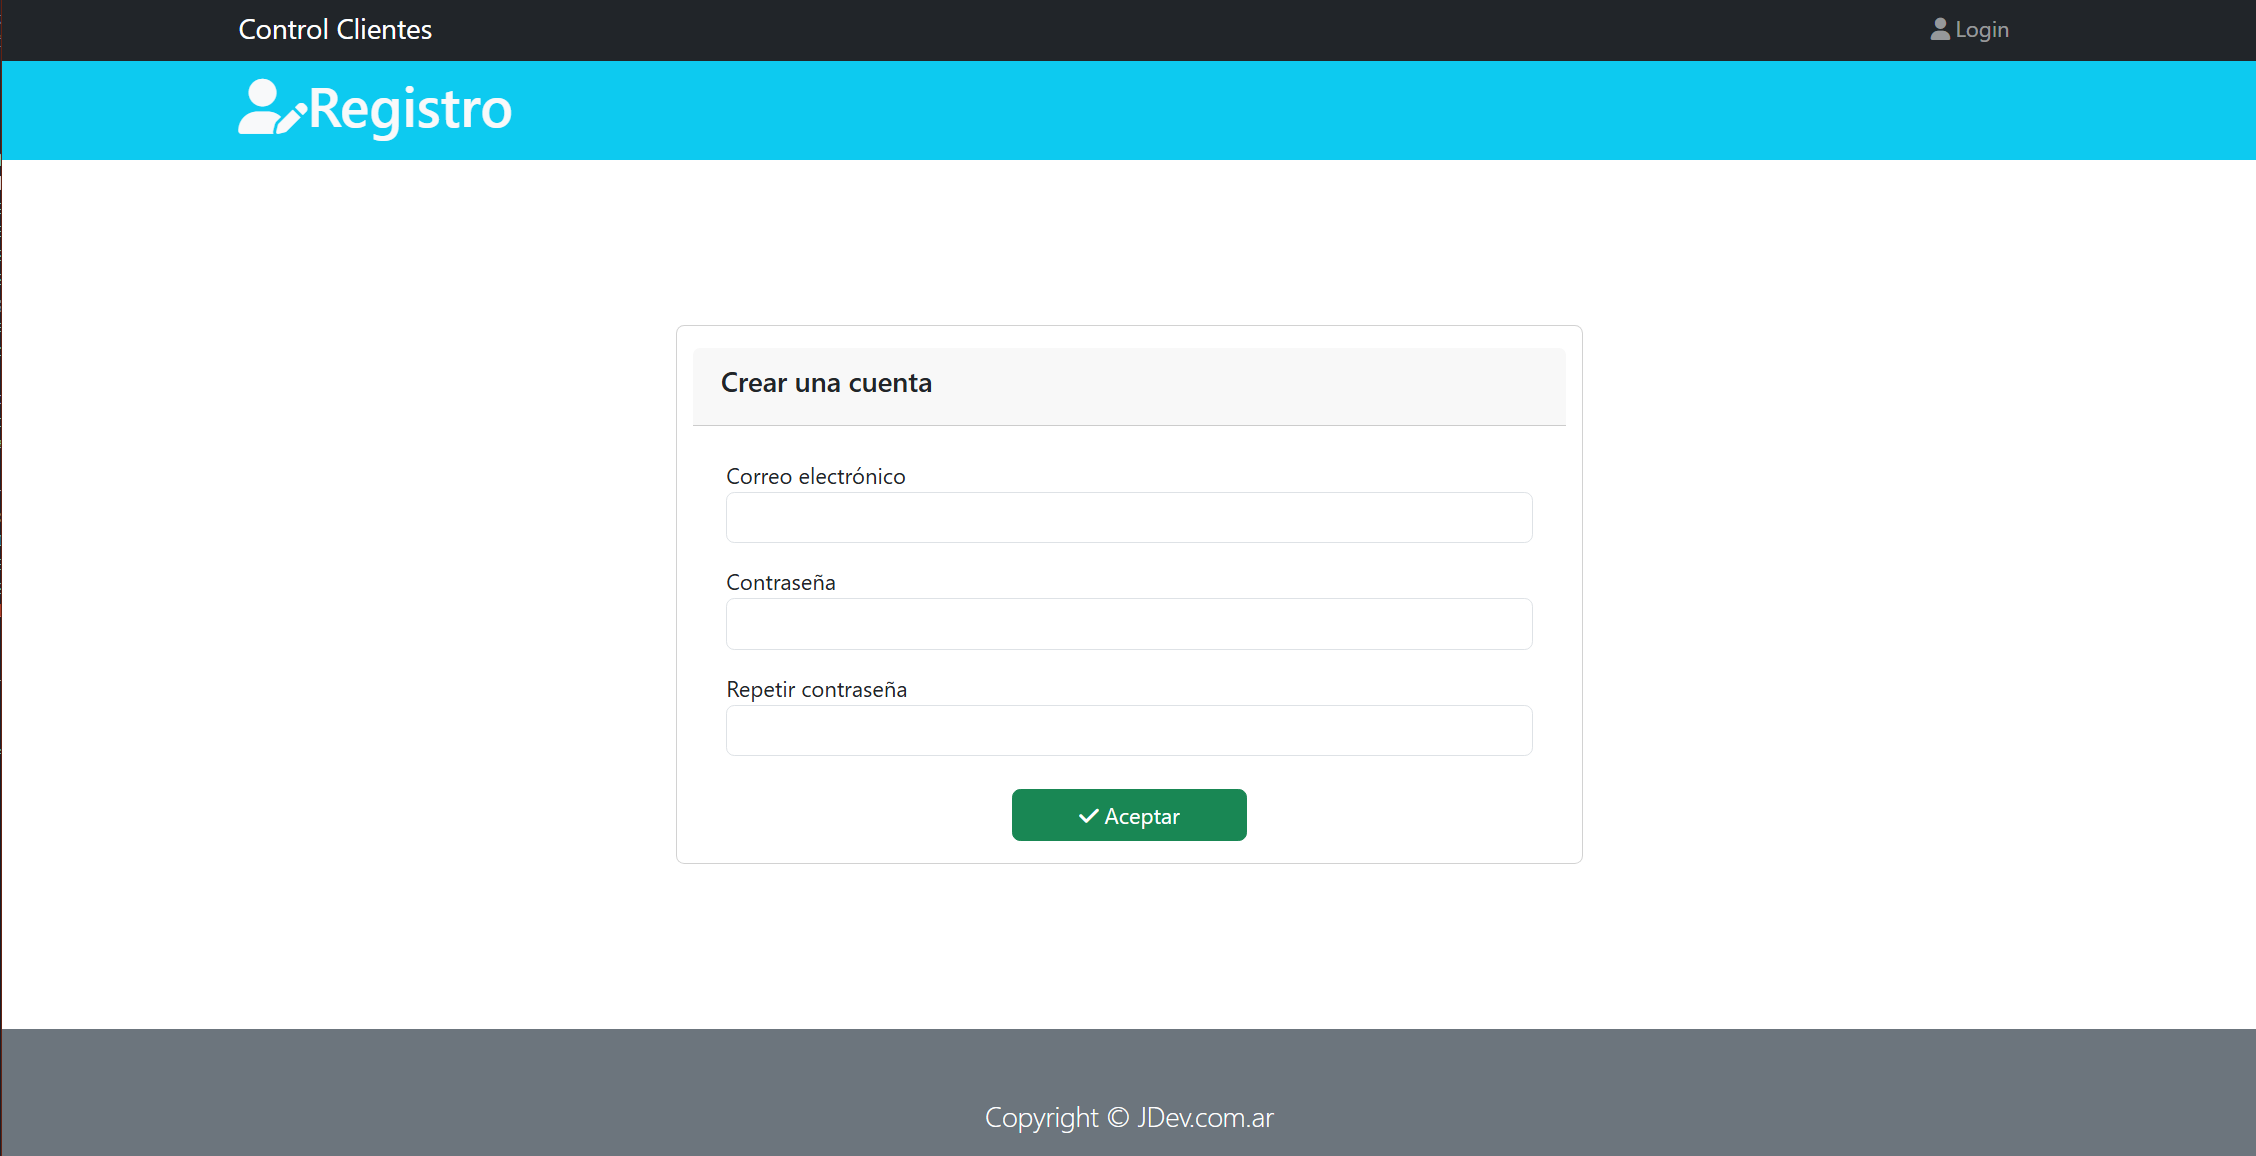 Control Clientes
Login
Registro
Crear una cuenta
Correo electrónico
Contraseña
Repetir contraseña
Aceptar
Copyright © JDev.com.ar